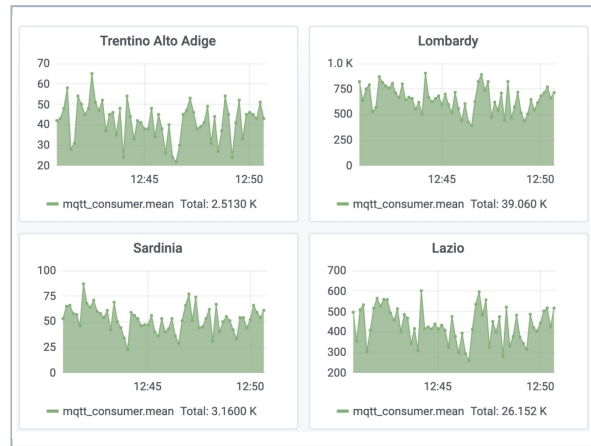 Trentino Alto Adige
70
60
50
40
30
20
12:45 12:50
mqtt_consumer.mean Total: 2.5130 K
Lombardy
1.0 K
750
500
250
0
12:45 12:50
mqtt_consumer.mean Total: 39.060 K
Sardinia
100
75
50
25
0
12:45 12:50
mqtt_consumer.mean Total: 3.1600 K
Lazio
700
600
500
400
300
200
12:45 12:50
mqtt_consumer.mean Total: 26.152 K